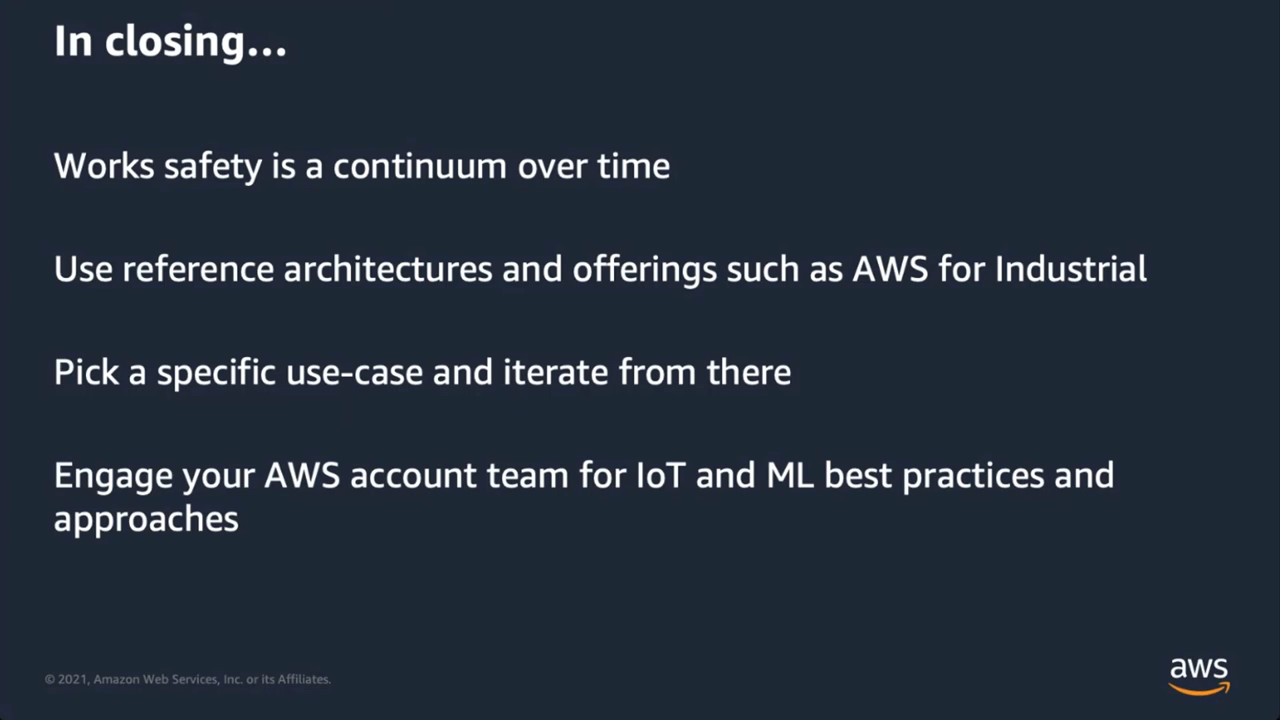 In closing...
Works safety is a continuum over time
Use reference architectures and offerings such as AWS for Industrial
Pick a specific use-case and iterate from there
Engage your AWS account team for IoT and ML best practices and
approaches
© 2021, Amazon Web Services, Inc. or its Affiliates.
aws